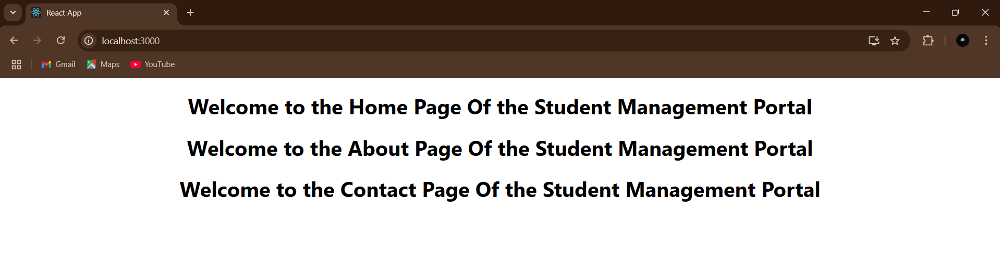 React App
localhost:3000
Gmail Maps YouTube
Welcome to the Home Page Of the Student Management Portal
Welcome to the About Page Of the Student Management Portal
Welcome to the Contact Page Of the Student Management Portal